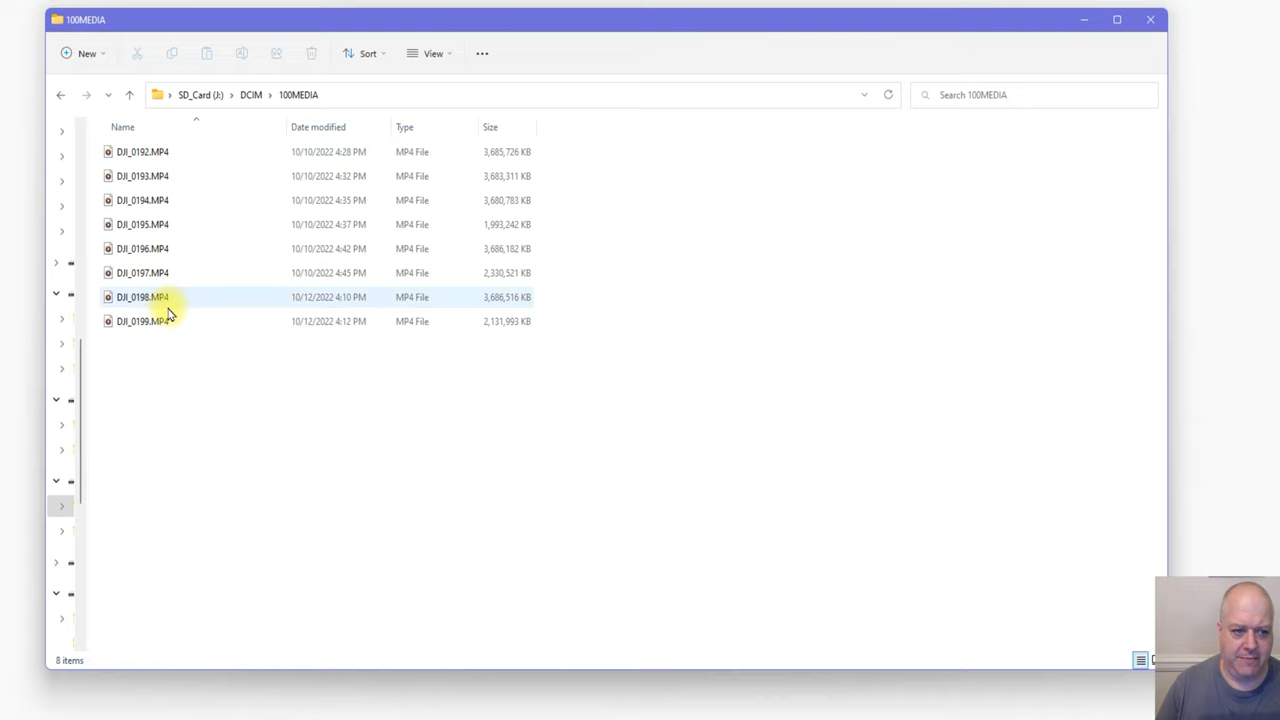 100MEDIA
New Sort View
SD_Card (J:) DCIM 100MEDIA Search 100MEDIA
Name Date modified Type Size
DJI_0192.MP4 10/10/2022 4:28 PM MP4 File 3,685,726 KB
DJI_0193.MP4 10/10/2022 4:32 PM MP4 File 3,683,311 KB
DJI_0194.MP4 10/10/2022 4:35 PM MP4 File 3,680,783 KB
DJI_0195.MP4 10/10/2022 4:37 PM MP4 File 1,993,242 KB
DJI_0196.MP4 10/10/2022 4:42 PM MP4 File 3,686,182 KB
DJI_0197.MP4 10/10/2022 4:45 PM MP4 File 2,330,521 KB
DJI_0198.MP4 10/12/2022 4:10 PM MP4 File 3,686,516 KB
DJI_0199.MP4 10/12/2022 4:12 PM MP4 File 2,131,993 KB
8 items